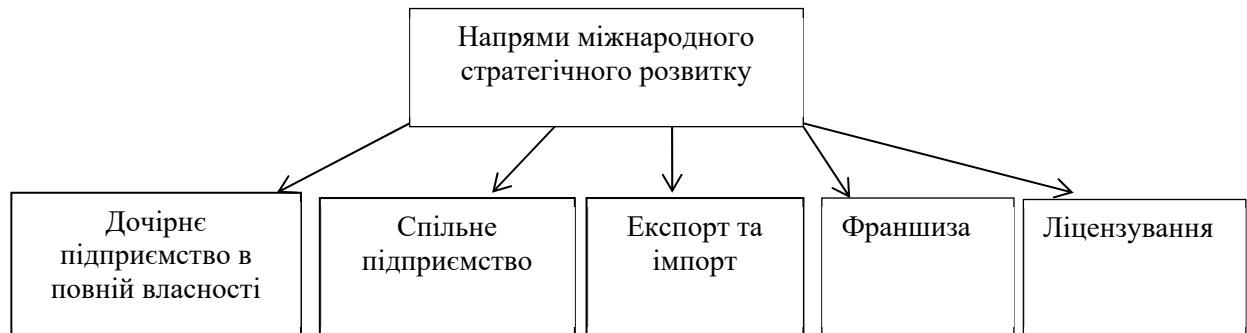 Напрями міжнародного
стратегічного розвитку
Дочірнє
підприємство в
повній власності
Спільне
підприємство
Експорт та
імпорт
Франшиза
Ліцензування